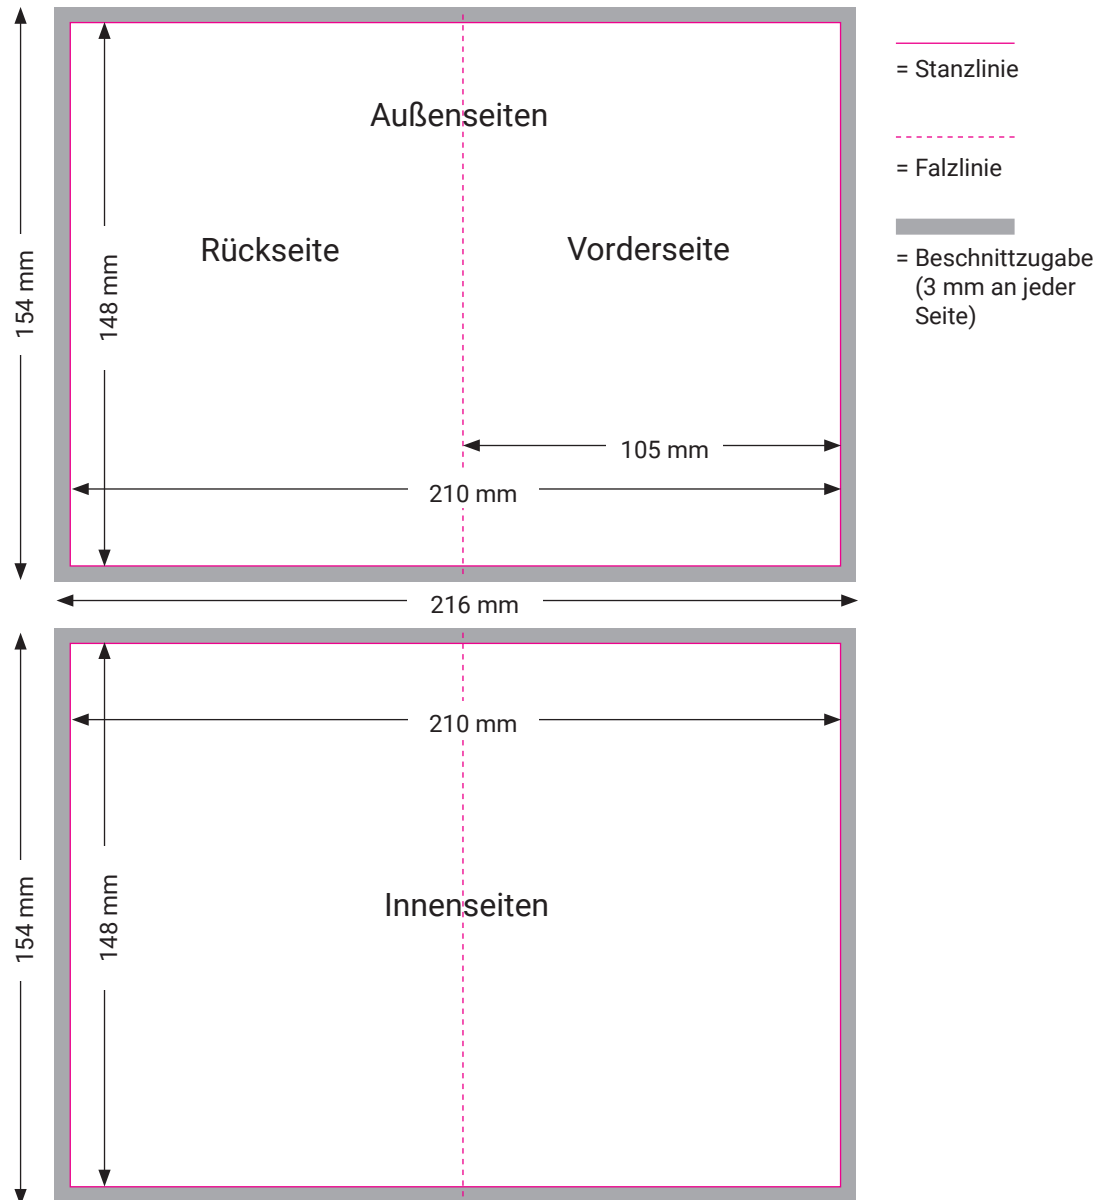 Außenseiten
Rückseite
Vorderseite
154 mm
148 mm
105 mm
210 mm
216 mm
= Stanzlinie
= Falzlinie
= Beschnittzugabe
(3 mm an jeder
Seite)
210 mm
154 mm
148 mm
Innenseiten